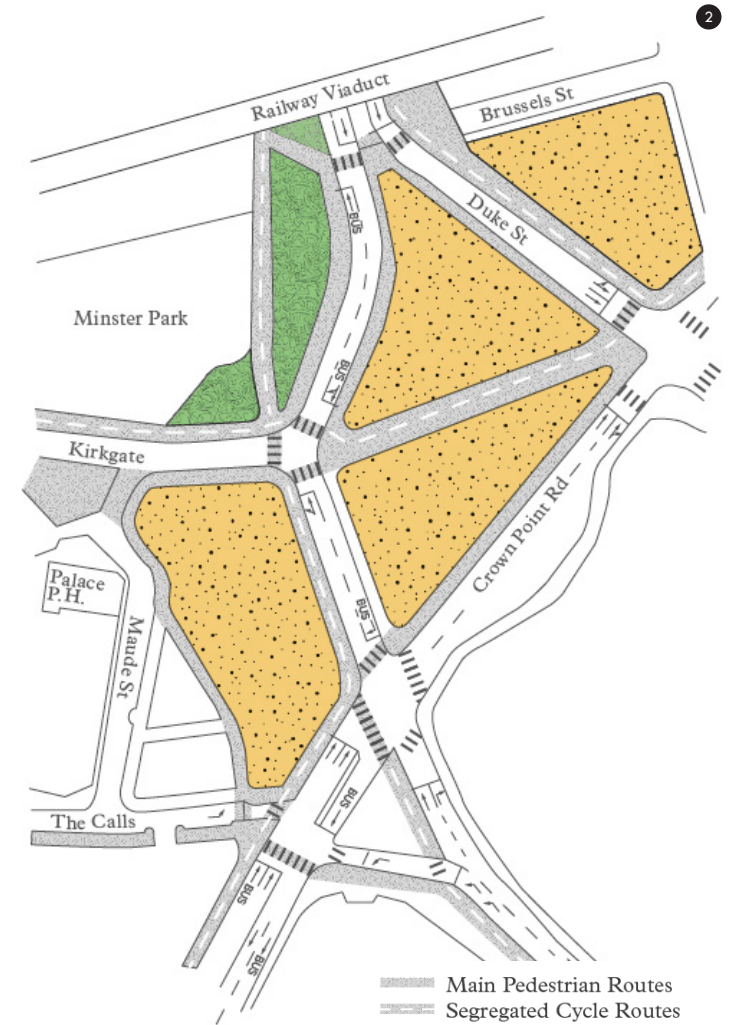 2
Railway Viaduct
Brussels St
Duke St
BUS
Minster Park
BUS
Kirkgate
Crown Point Rd
Palace
P.H.
BUS
Maude St
BUS
The Calls
BUS
BUS
Main Pedestrian Routes
Segregated Cycle Routes